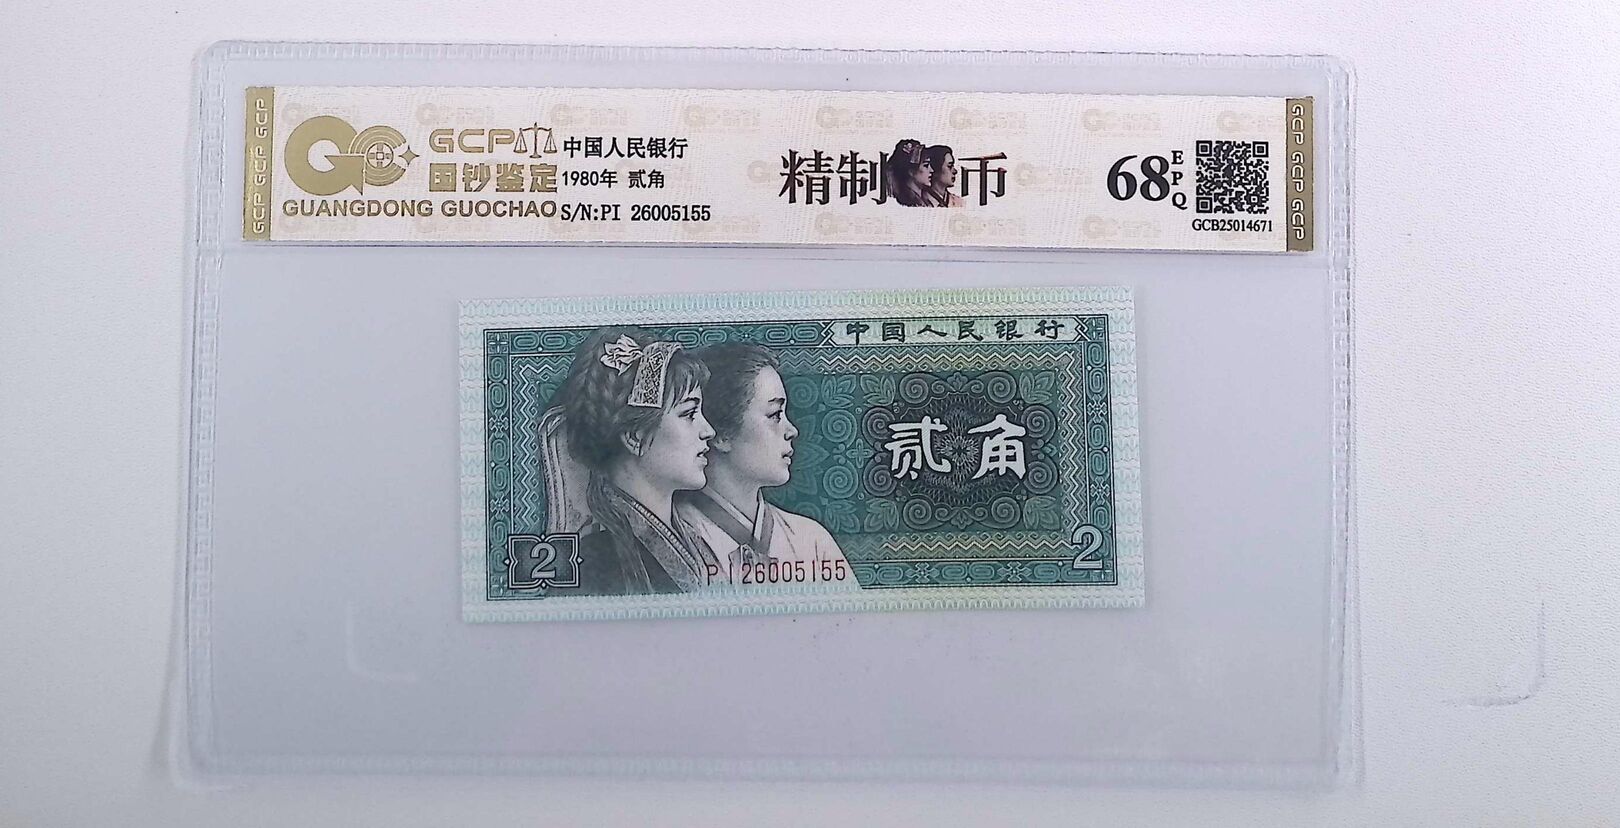 GCP
国钞鉴定
GUANGDONG GUOCHAO
中国人民银行
1980年 贰角
S/N:PI 26005155
精制币
68
EPQ
GCB25014671
GCP GCP GCP
GCP GCP GCP
中国人民银行
贰角
2
2
PI26005155